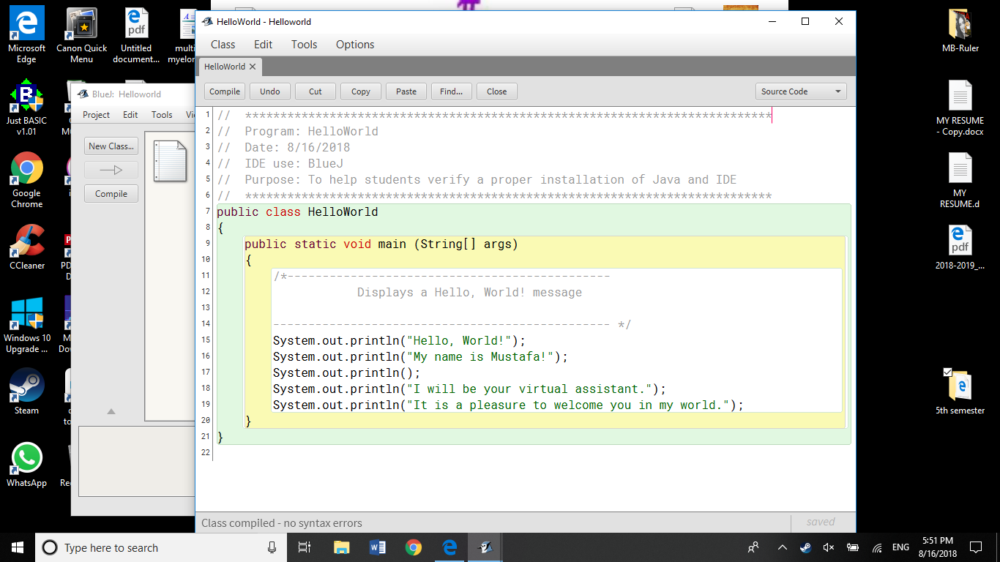 Microsoft
Edge
Canon Quick
Menu
Untitled
document...
multi
myelor
Just BASIC
v1.01
Google
Chrome
CCleaner
Windows 10
Upgrade ...
Steam
WhatsApp
BlueJ: Helloworld
Project Edit Tools
New Class...
Compile
HelloWorld - Helloworld
Class Edit Tools Options
HelloWorld
Compile Undo Cut Copy Paste Find... Close Source Code
1 // ***************************************************************************
2 // Program: HelloWorld
3 // Date: 8/16/2018
4 // IDE use: BlueJ
5 // Purpose: To help students verify a proper installation of Java and IDE
6 // ***************************************************************************
7 public class HelloWorld
8 {
9 public static void main (String[] args)
10 {
11 /*----------------------------------------------
12 Displays a Hello, World! message
13
14 ------------------------------------------------ */
15 System.out.println("Hello, World!");
16 System.out.println("My name is Mustafa!");
17 System.out.println();
18 System.out.println("I will be your virtual assistant.");
19 System.out.println("It is a pleasure to welcome you in my world.");
20 }
21 }
22
Class compiled - no syntax errors
saved
MB-Ruler
MY RESUME
- Copy.docx
MY
RESUME.d
pdf
2018-2019_...
5th semester
Type here to search
ENG
5:51 PM
8/16/2018